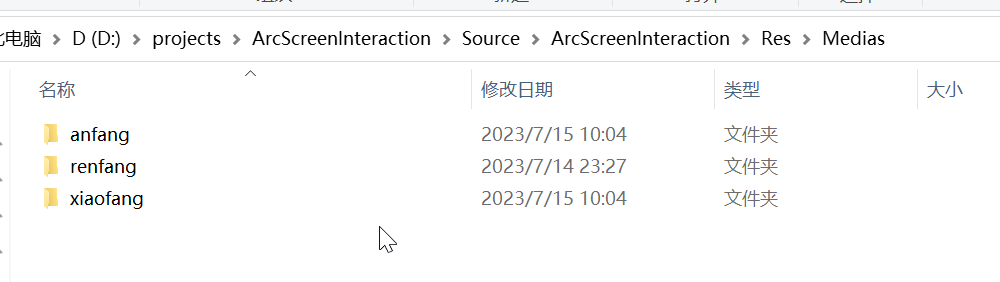 电脑 > D (D:) > projects > ArcScreenInteraction > Source > ArcScreenInteraction > Res > Medias
名称 修改日期 类型 大小
anfang 2023/7/15 10:04 文件夹
renfang 2023/7/14 23:27 文件夹
xiaofang 2023/7/15 10:04 文件夹